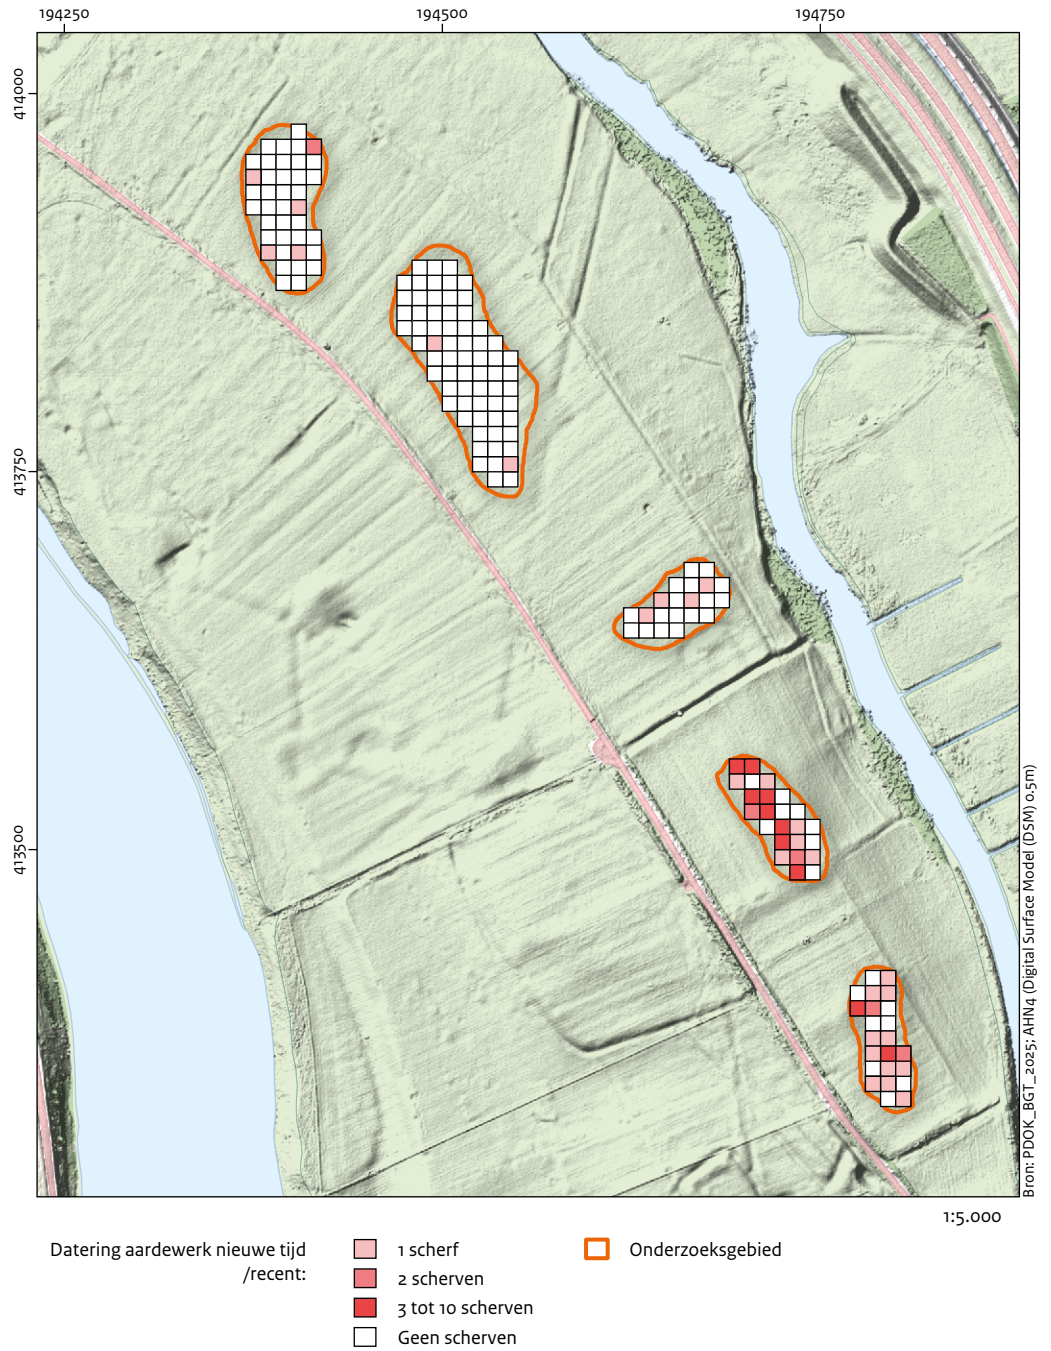 194250
194500
194750
414000
413750
413500
Bron: PDOK_BGT_2025; AHN4 (Digital Surface Model (DSM) 0.5m)
1:5.000
Datering aardewerk nieuwe tijd
/recent:
1 scherf
2 scherven
3 tot 10 scherven
Geen scherven
Onderzoeksgebied